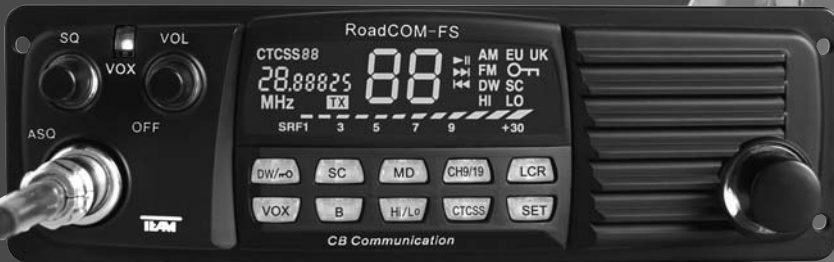 RoadCOM-FS
SQ
VOL
VOX
OFF
ASQ
TEAM
CTCSS88
28.88825
MHz TX
88
AM EU UK
FM
DW SC
HI LO
SRF1 3 5 7 9 +30
DW/
SC
MD
CH9/19
LCR
VOX
B
Hi/Lo
CTCSS
SET
CB Communication